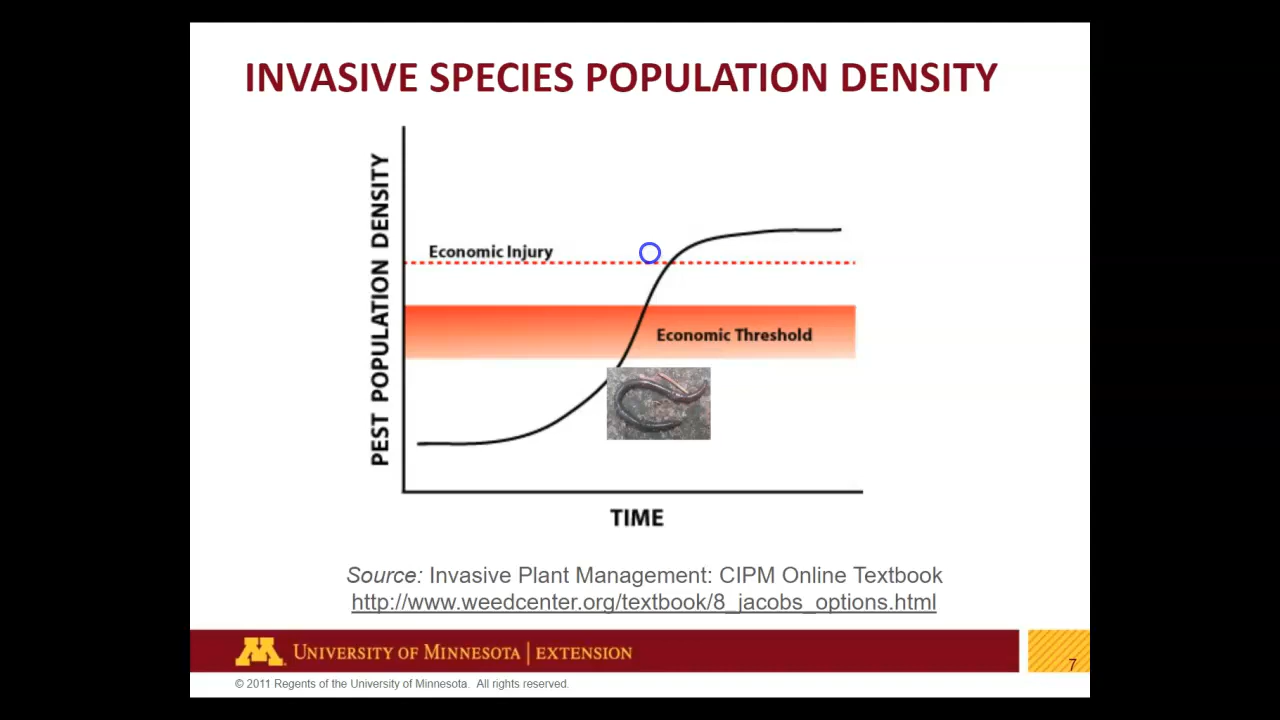 INVASIVE SPECIES POPULATION DENSITY
PEST POPULATION DENSITY
Economic Injury
Economic Threshold
TIME
Source: Invasive Plant Management: CIPM Online Textbook
http://www.weedcenter.org/textbook/8_jacobs_options.html
UNIVERSITY OF MINNESOTA | EXTENSION
7
© 2011 Regents of the University of Minnesota. All rights reserved.